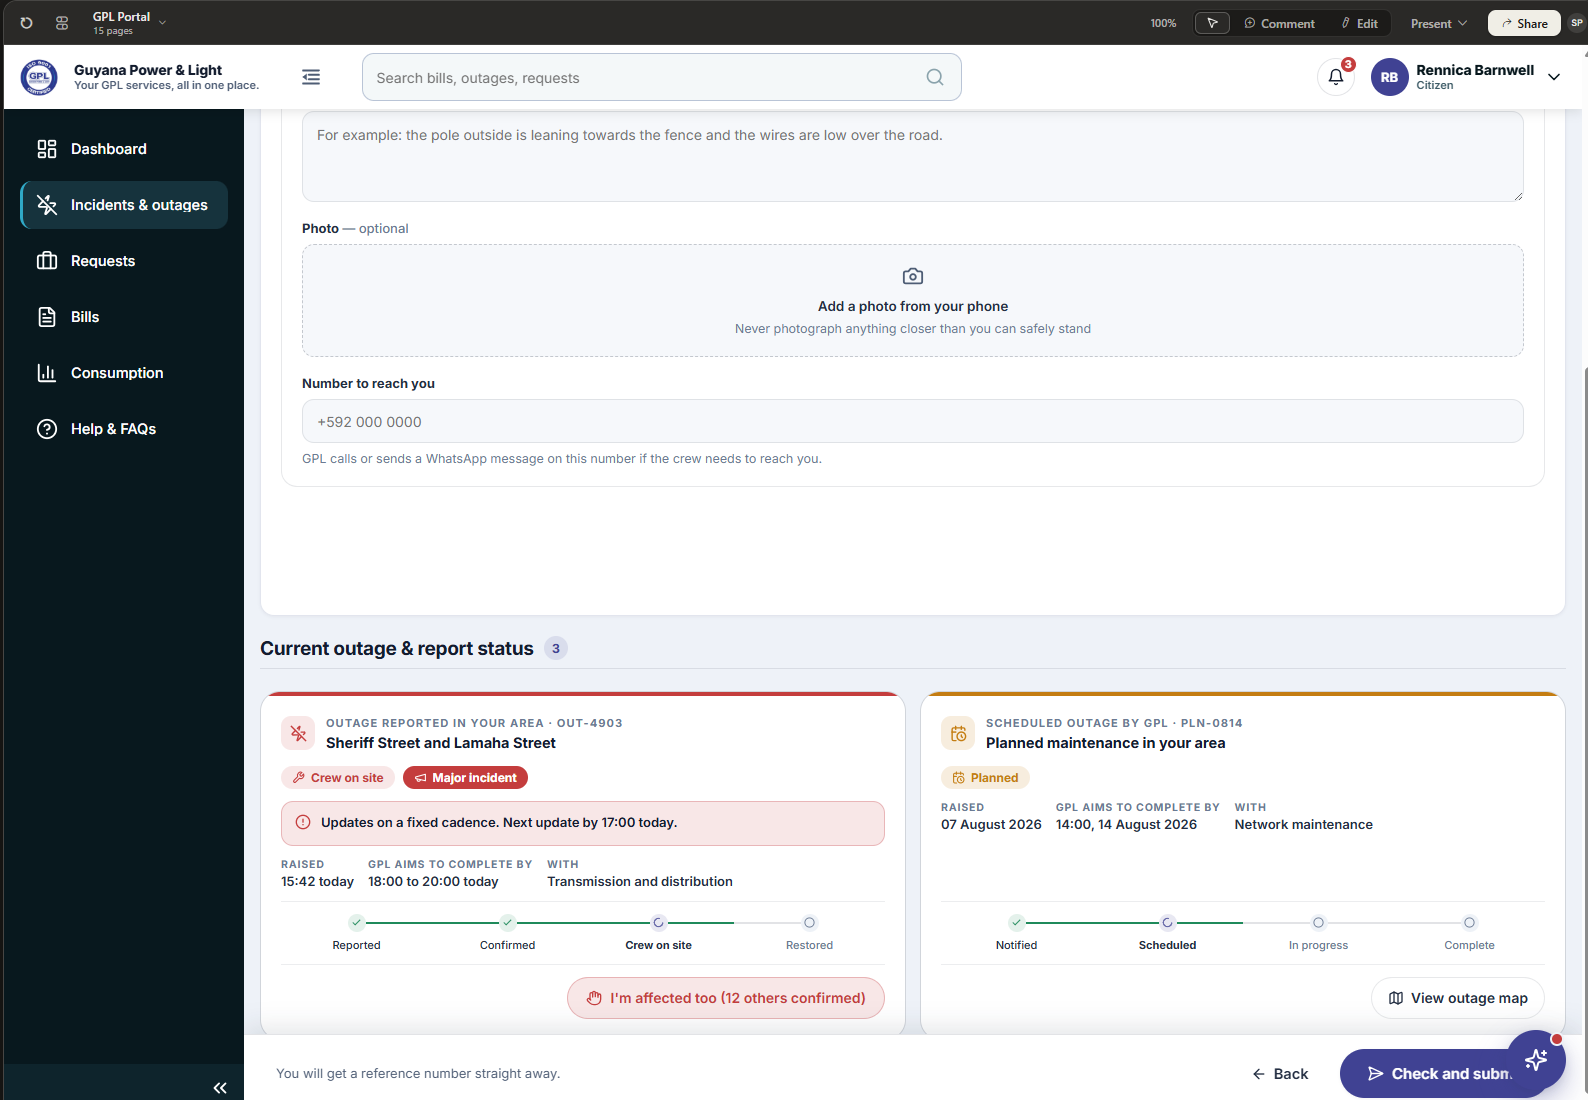 GPL Portal
15 pages
100%
Comment
Edit
Present
Share
SP
GPL
Guyana Power & Light
Your GPL services, all in one place.
Search bills, outages, requests
3
RB
Rennica Barnwell
Citizen
Dashboard
Incidents & outages
Requests
Bills
Consumption
Help & FAQs
For example: the pole outside is leaning towards the fence and the wires are low over the road.
Photo — optional
Add a photo from your phone
Never photograph anything closer than you can safely stand
Number to reach you
+592 000 0000
GPL calls or sends a WhatsApp message on this number if the crew needs to reach you.
Current outage & report status 3
OUTAGE REPORTED IN YOUR AREA · OUT-4903
Sheriff Street and Lamaha Street
Crew on site
Major incident
Updates on a fixed cadence. Next update by 17:00 today.
RAISED GPL AIMS TO COMPLETE BY WITH
15:42 today 18:00 to 20:00 today Transmission and distribution
Reported Confirmed Crew on site Restored
I'm affected too (12 others confirmed)
SCHEDULED OUTAGE BY GPL · PLN-0814
Planned maintenance in your area
Planned
RAISED GPL AIMS TO COMPLETE BY WITH
07 August 2026 14:00, 14 August 2026 Network maintenance
Notified Scheduled In progress Complete
View outage map
You will get a reference number straight away.
Back
Check and subm